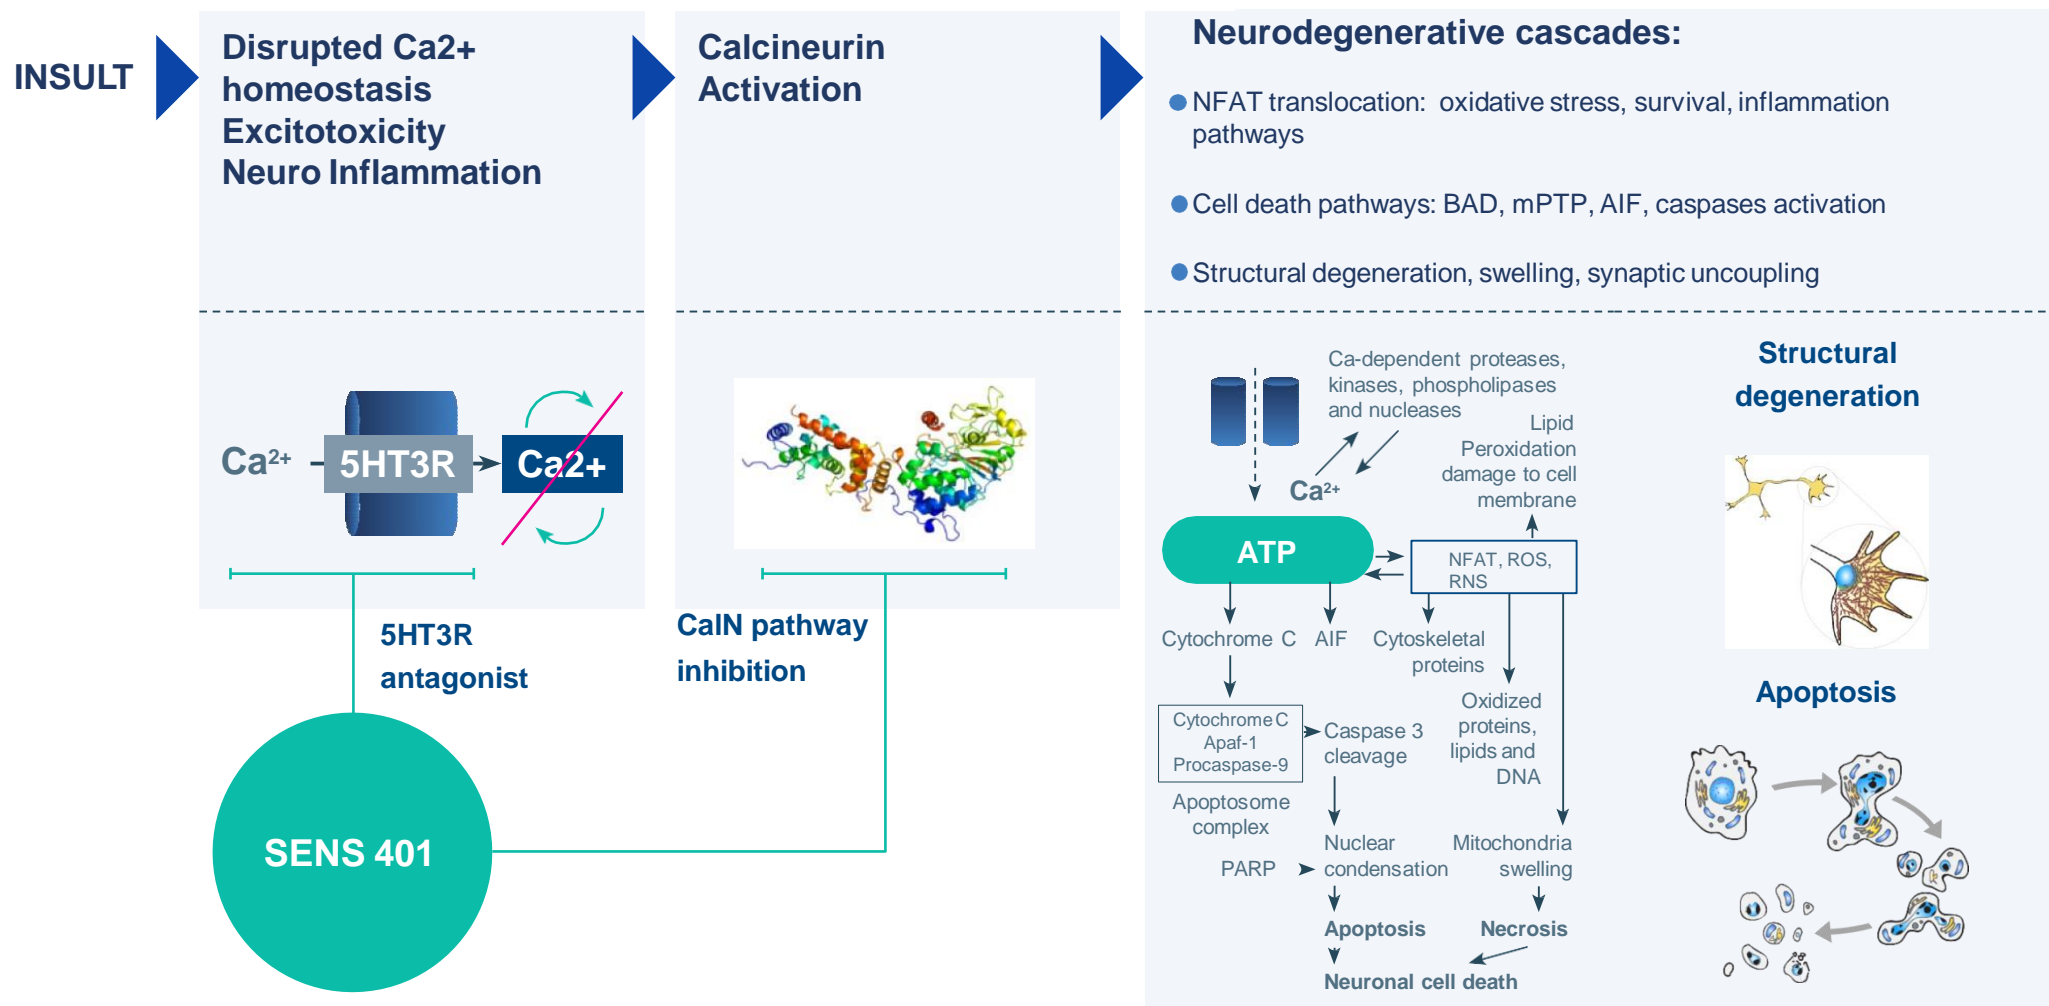 INSULT
Disrupted Ca2+
homeostasis
Excitotoxicity
Neuro Inflammation
Calcineurin
Activation
Neurodegenerative cascades:
NFAT translocation: oxidative stress, survival, inflammation
pathways
Cell death pathways: BAD, mPTP, AIF, caspases activation
Structural degeneration, swelling, synaptic uncoupling
Ca2+
5HT3R
Ca2+
5HT3R
antagonist
CalN pathway
inhibition
SENS 401
Ca-dependent proteases,
kinases, phospholipases
and nucleases
Lipid
Peroxidation
damage to cell
membrane
Ca2+
ATP
NFAT, ROS,
RNS
Cytochrome C
AIF
Cytoskeletal
proteins
Cytochrome C
Apaf-1
Procaspase-9
Apoptosome
complex
Caspase 3
cleavage
Oxidized
proteins,
lipids and
DNA
PARP
Nuclear
condensation
Mitochondria
swelling
Apoptosis
Necrosis
Neuronal cell death
Structural
degeneration
Apoptosis